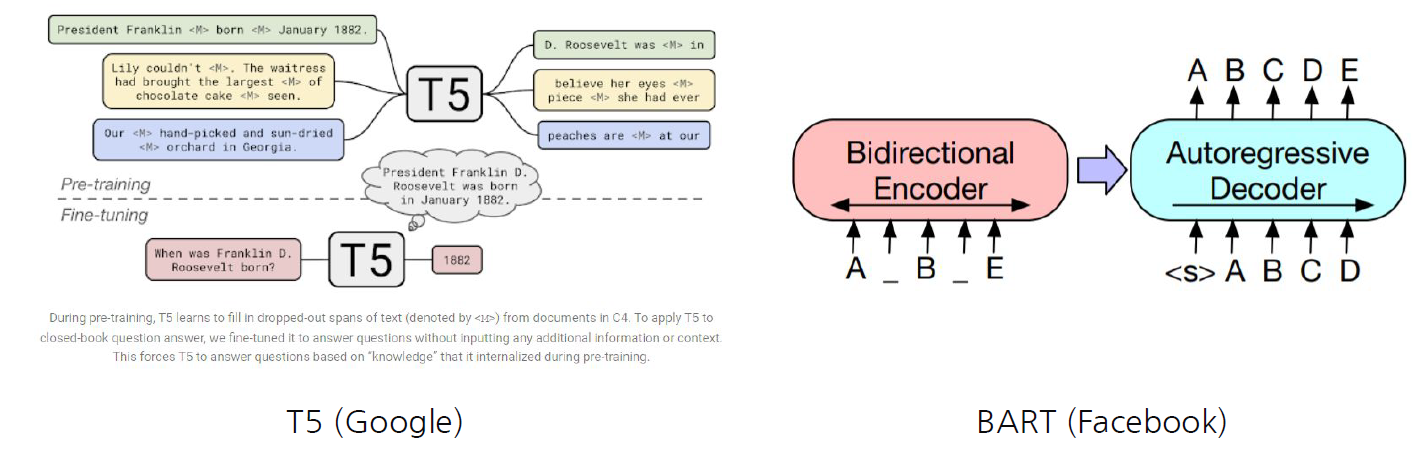 President Franklin <M> born <M> January 1882.
Lily couldn't <M>. The waitress
had brought the largest <M> of
chocolate cake <M> seen.
Our <M> hand-picked and sun-dried
<M> orchard in Georgia.
T5
D. Roosevelt was <M> in
believe her eyes <M>
piece <M> she had ever
peaches are <M> at our
Pre-training
Fine-tuning
President Franklin D.
Roosevelt was born
in January 1882.
When was Franklin D.
Roosevelt born?
T5
1882
During pre-training, T5 learns to fill in dropped-out spans of text (denoted by <M>) from documents in C4. To apply T5 to
closed-book question answer, we fine-tuned it to answer questions without inputting any additional information or context.
This forces T5 to answer questions based on “knowledge” that it internalized during pre-training.
T5 (Google)
A B C D E
Bidirectional
Encoder
Autoregressive
Decoder
A _ B _ E
<s> A B C D
BART (Facebook)